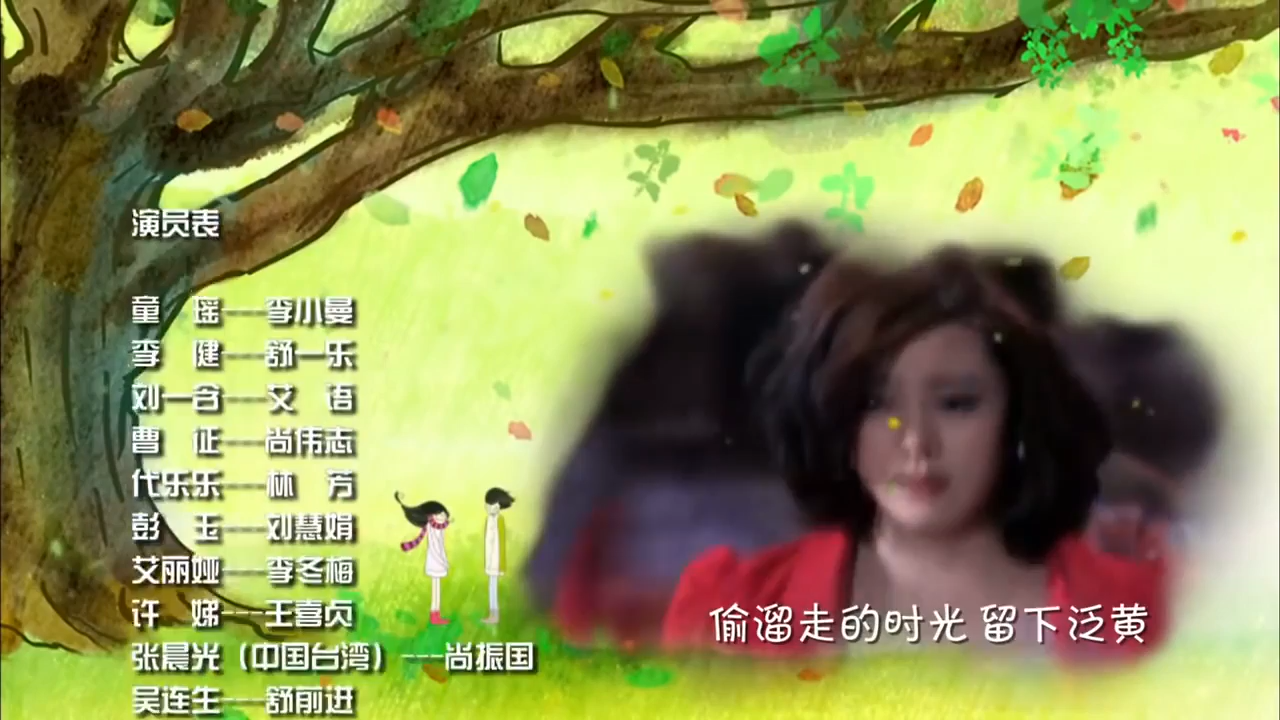 演员表
童 瑶---李小曼
李 健---舒一乐
刘一含---艾 语
曹 征---尚伟志
代乐乐---林 芳
彭 玉---刘慧娟
艾丽娅---李冬梅
许 娣---王喜贞
张晨光（中国台湾）---尚振国
吴连生---舒前进
偷溜走的时光 留下泛黄